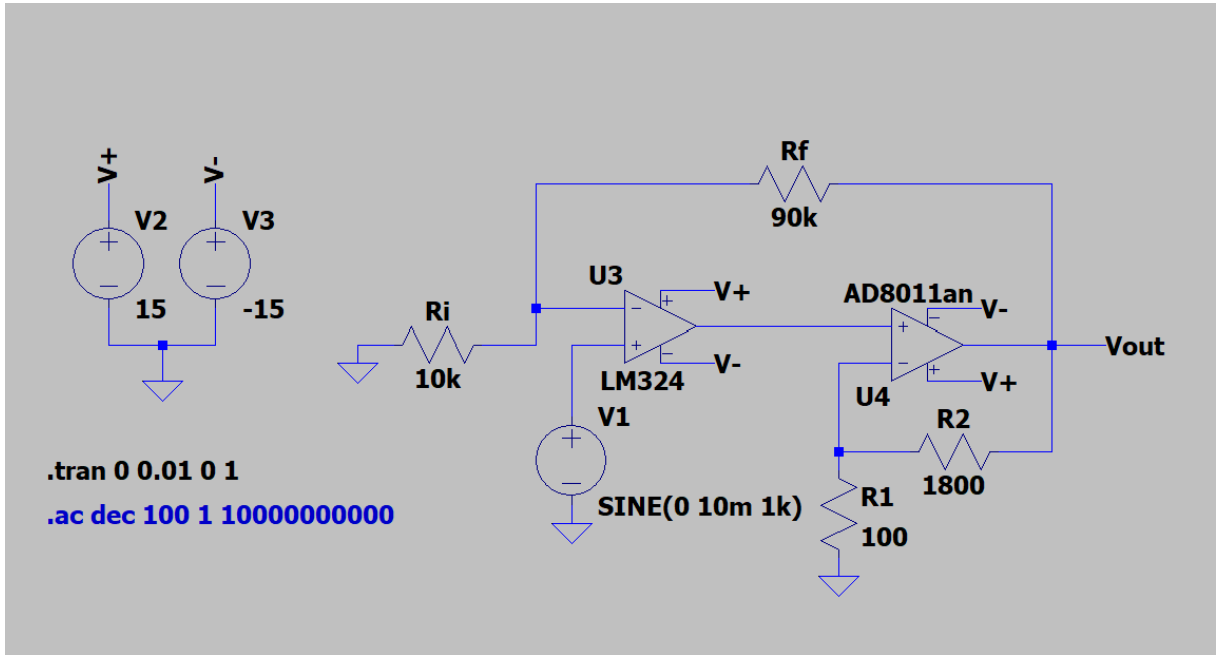 V+
V-
V2
15
V3
-15
.tran 0 0.01 0 1
.ac dec 100 1 10000000000
Ri
10k
Rf
90k
U3
−
+
+
−
V+
V-
LM324
V1
SINE(0 10m 1k)
AD8011an
+
−
−
+
V-
V+
U4
Vout
R2
1800
R1
100